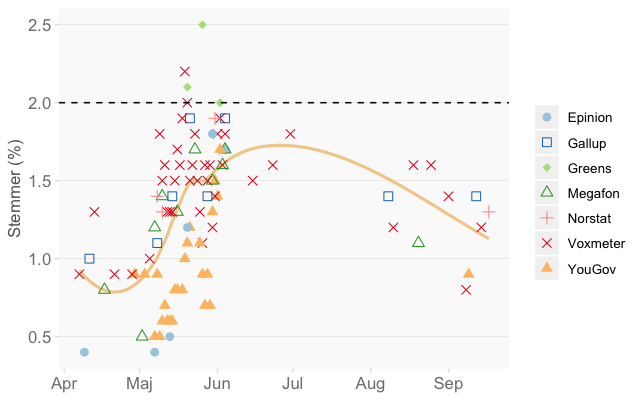 2.5
2.0
1.5
1.0
0.5
Stemmer (%)
Apr Maj Jun Jul Aug Sep
Epinion
Gallup
Greens
Megafon
Norstat
Voxmeter
YouGov